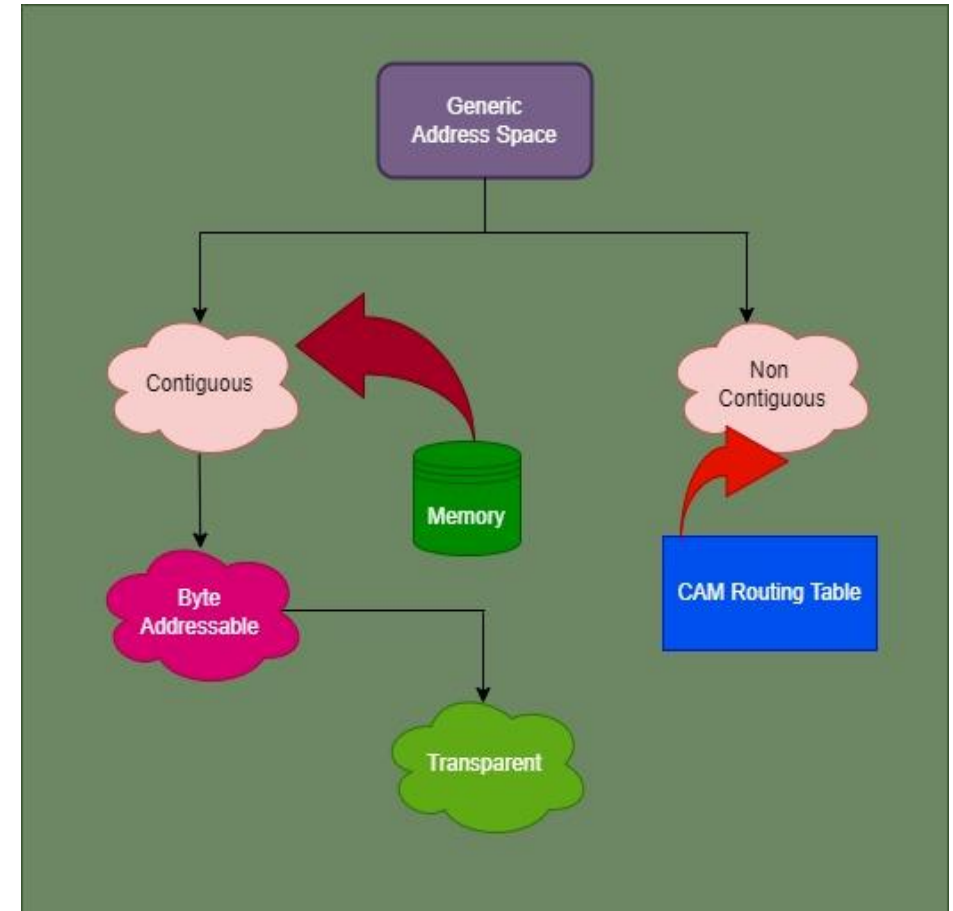 Generic
Address Space
Contiguous
Non
Contiguous
Memory
CAM Routing Table
Byte
Addressable
Transparent